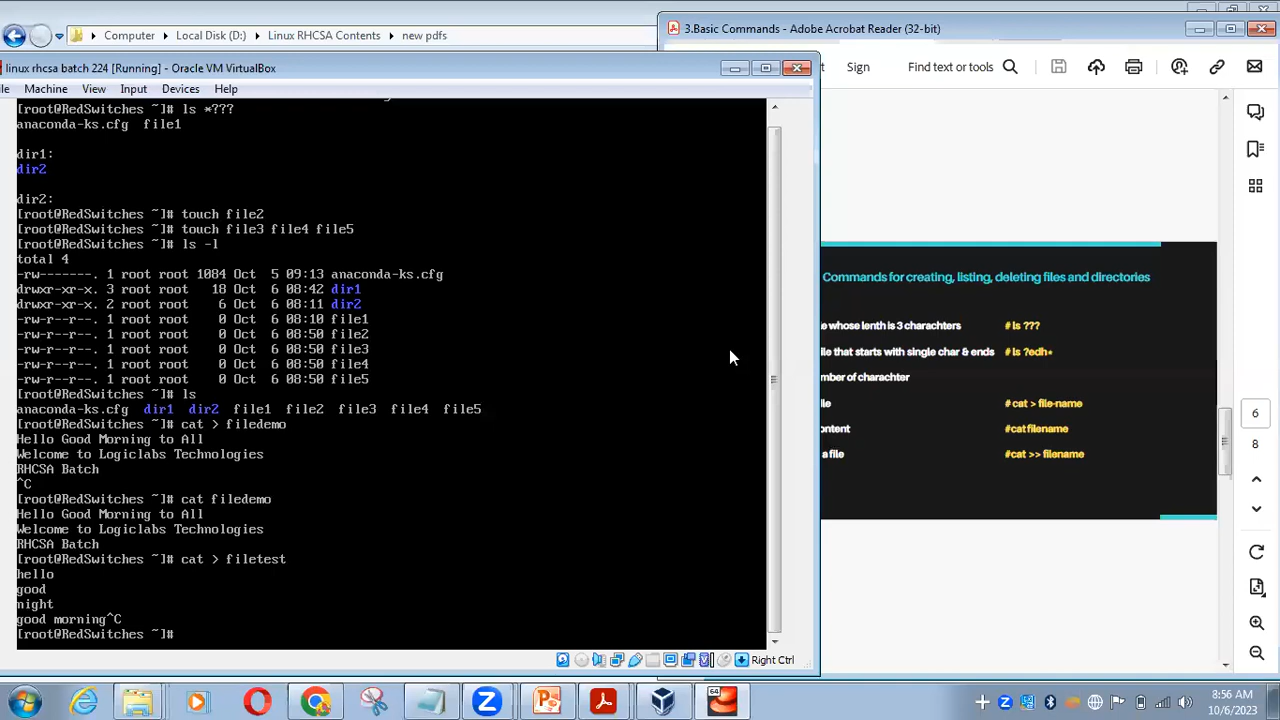 Computer ▸ Local Disk (D:) ▸ Linux RHCSA Contents ▸ new pdfs
3.Basic Commands - Adobe Acrobat Reader (32-bit)
Sign Find text or tools
linux rhcsa batch 224 [Running] - Oracle VM VirtualBox
Machine View Input Devices Help
[root@RedSwitches ~]# ls *???
anaconda-ks.cfg file1
dir1:
dir2
dir2:
[root@RedSwitches ~]# touch file2
[root@RedSwitches ~]# touch file3 file4 file5
[root@RedSwitches ~]# ls -l
total 4
-rw-------. 1 root root 1084 Oct 5 09:13 anaconda-ks.cfg
drwxr-xr-x. 3 root root 18 Oct 6 08:42 dir1
drwxr-xr-x. 2 root root 6 Oct 6 08:11 dir2
-rw-r--r--. 1 root root 0 Oct 6 08:10 file1
-rw-r--r--. 1 root root 0 Oct 6 08:50 file2
-rw-r--r--. 1 root root 0 Oct 6 08:50 file3
-rw-r--r--. 1 root root 0 Oct 6 08:50 file4
-rw-r--r--. 1 root root 0 Oct 6 08:50 file5
[root@RedSwitches ~]# ls
anaconda-ks.cfg dir1 dir2 file1 file2 file3 file4 file5
[root@RedSwitches ~]# cat > filedemo
Hello Good Morning to All
Welcome to Logiclabs Technologies
RHCSA Batch
^C
[root@RedSwitches ~]# cat filedemo
Hello Good Morning to All
Welcome to Logiclabs Technologies
RHCSA Batch
[root@RedSwitches ~]# cat > filetest
hello
good
night
good morning^C
[root@RedSwitches ~]#
Right Ctrl
Commands for creating, listing, deleting files and directories
whose lenth is 3 charachters # ls ???
file that starts with single char & ends # ls ?edh*
of charachter
# cat > file-name
#cat filename
a file #cat >> filename
6
8
64
8:56 AM
10/6/2023